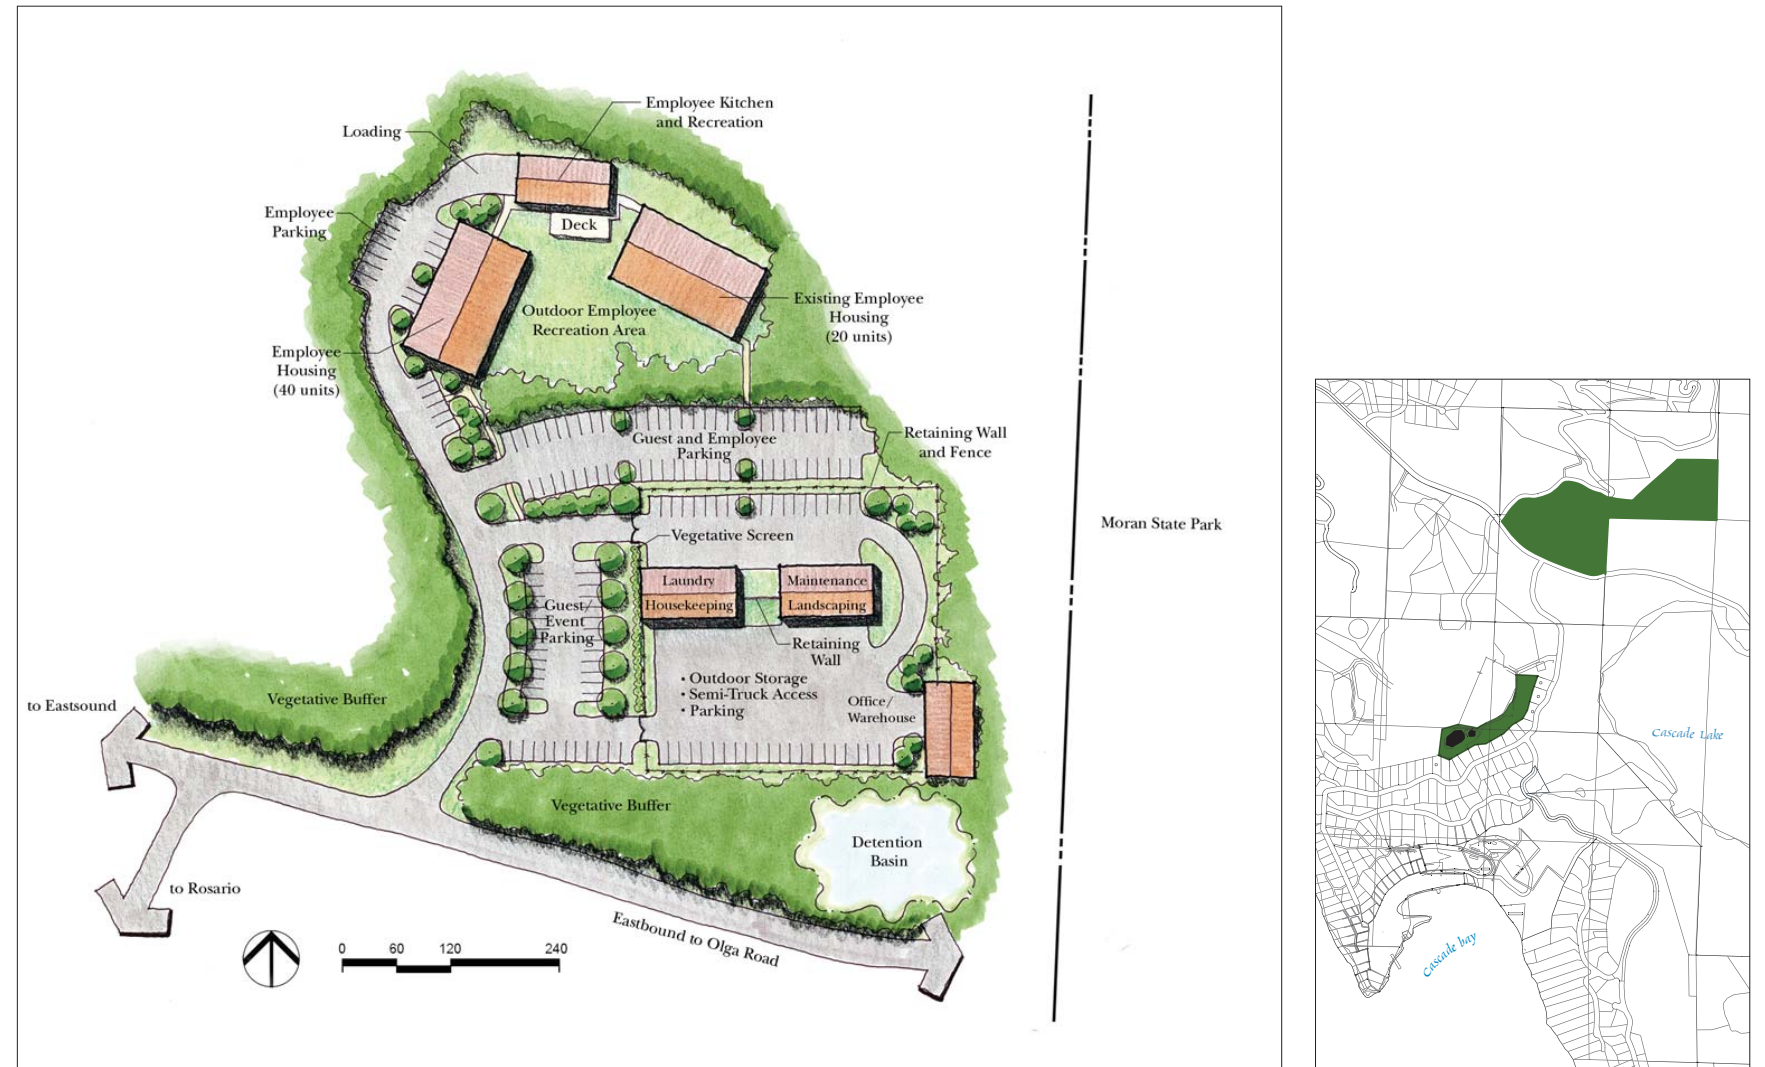 Employee Kitchen
and Recreation
Loading
Employee
Parking
Deck
Existing Employee
Housing
(20 units)
Outdoor Employee
Recreation Area
Employee
Housing
(40 units)
Guest and Employee
Parking
Retaining Wall
and Fence
Moran State Park
Vegetative Screen
Laundry
Housekeeping
Maintenance
Landscaping
Guest/
Event
Parking
Retaining
Wall
• Outdoor Storage
• Semi-Truck Access
• Parking
Office/
Warehouse
Vegetative Buffer
to Eastsound
Vegetative Buffer
Detention
Basin
to Rosario
Eastbound to Olga Road
0 60 120 240
Cascade Lake
Cascade bay